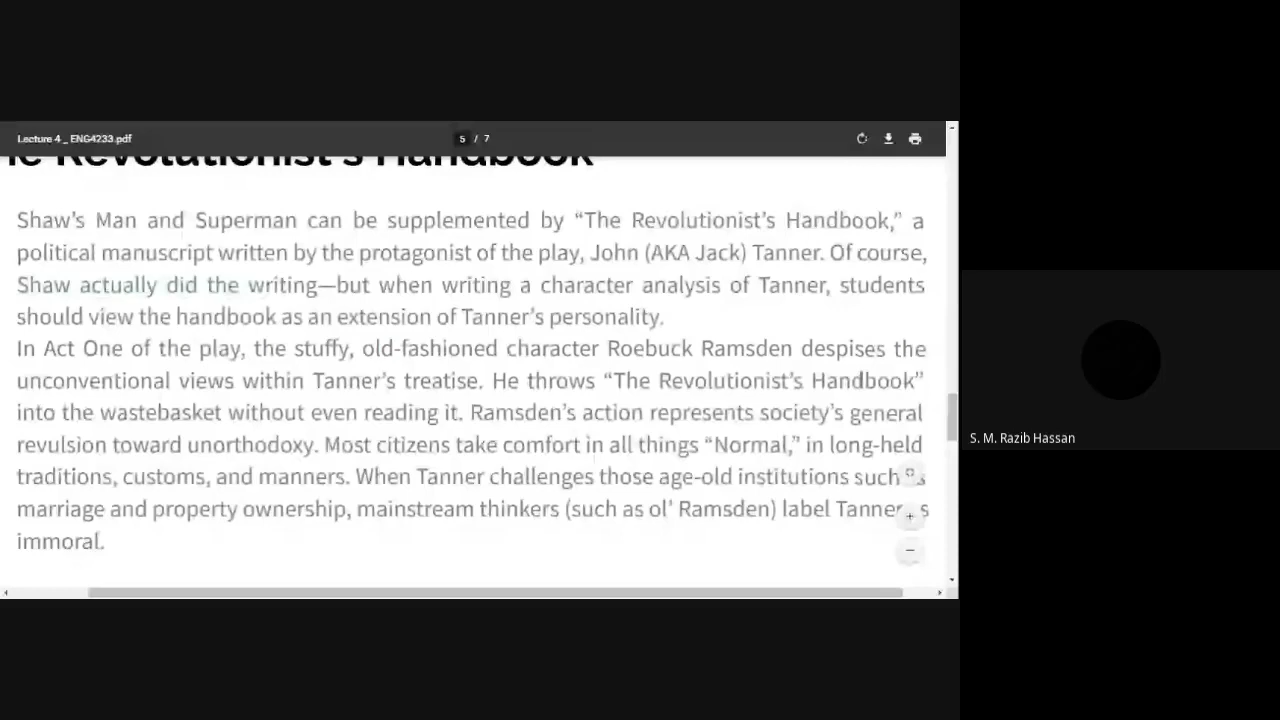 Lecture 4 _ ENG4233.pdf
5 / 7
Revolutionist's Handbook
Shaw's Man and Superman can be supplemented by “The Revolutionist's Handbook,” a
political manuscript written by the protagonist of the play, John (AKA Jack) Tanner. Of course,
Shaw actually did the writing—but when writing a character analysis of Tanner, students
should view the handbook as an extension of Tanner's personality.
In Act One of the play, the stuffy, old-fashioned character Roebuck Ramsden despises the
unconventional views within Tanner's treatise. He throws “The Revolutionist's Handbook”
into the wastebasket without even reading it. Ramsden's action represents society's general
revulsion toward unorthodoxy. Most citizens take comfort in all things “Normal,” in long-held
traditions, customs, and manners. When Tanner challenges those age-old institutions such
marriage and property ownership, mainstream thinkers (such as ol' Ramsden) label Tanner
immoral.
S. M. Razib Hassan